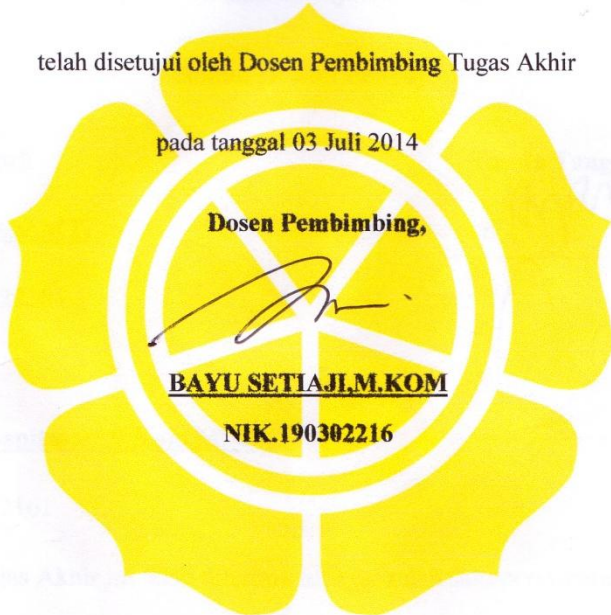 telah disetujui oleh Dosen Pembimbing Tugas Akhir
pada tanggal 03 Juli 2014
Dosen Pembimbing,
BAYU SETIAJI,M.KOM
NIK.190302216